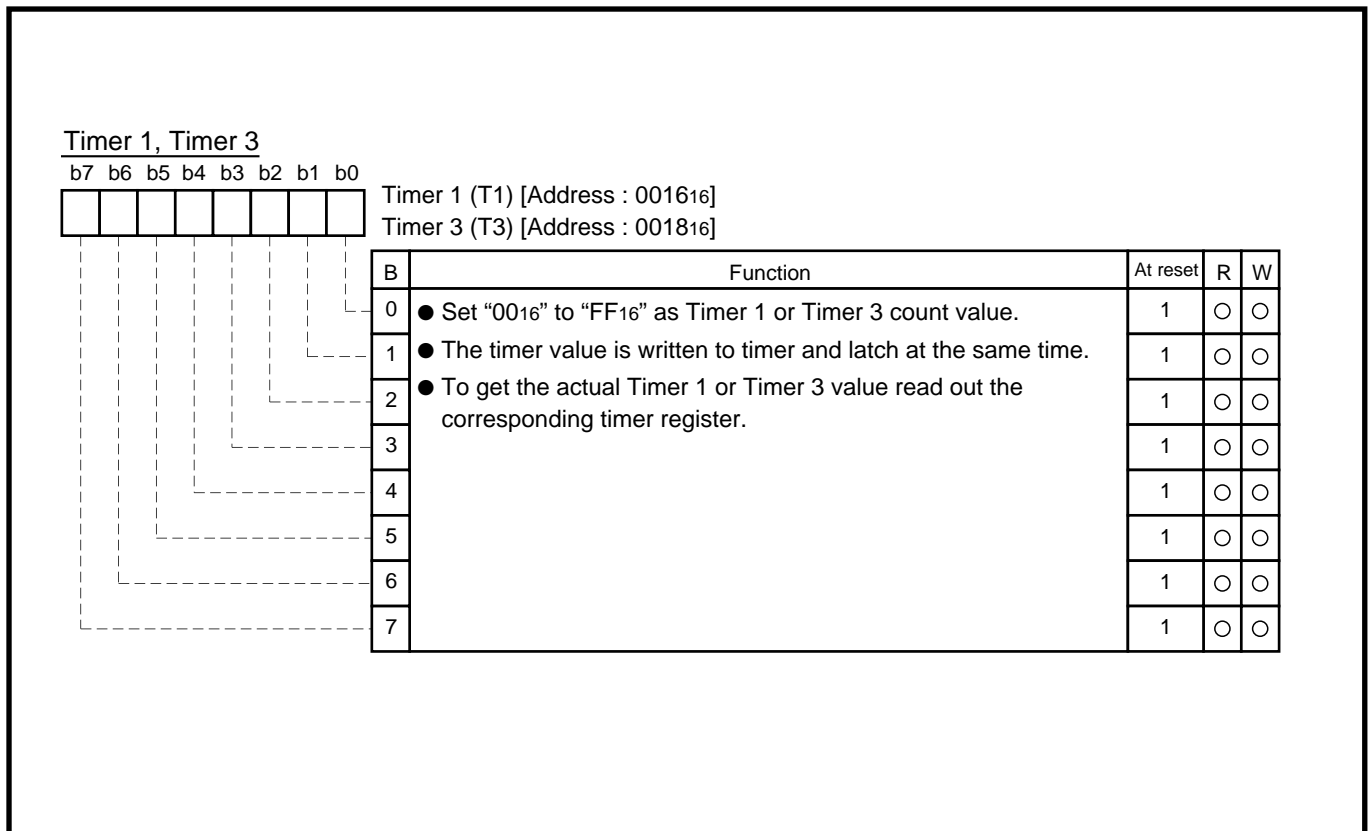 Timer 1, Timer 3
b7 b6 b5 b4 b3 b2 b1 b0
Timer 1 (T1) [Address : 0016₁₆]
Timer 3 (T3) [Address : 0018₁₆]
B Function At reset R W
0 ● Set “00₁₆” to “FF₁₆” as Timer 1 or Timer 3 count value. 1 ○ ○
1 ● The timer value is written to timer and latch at the same time. 1 ○ ○
2 ● To get the actual Timer 1 or Timer 3 value read out the 1 ○ ○
corresponding timer register.
3 1 ○ ○
4 1 ○ ○
5 1 ○ ○
6 1 ○ ○
7 1 ○ ○